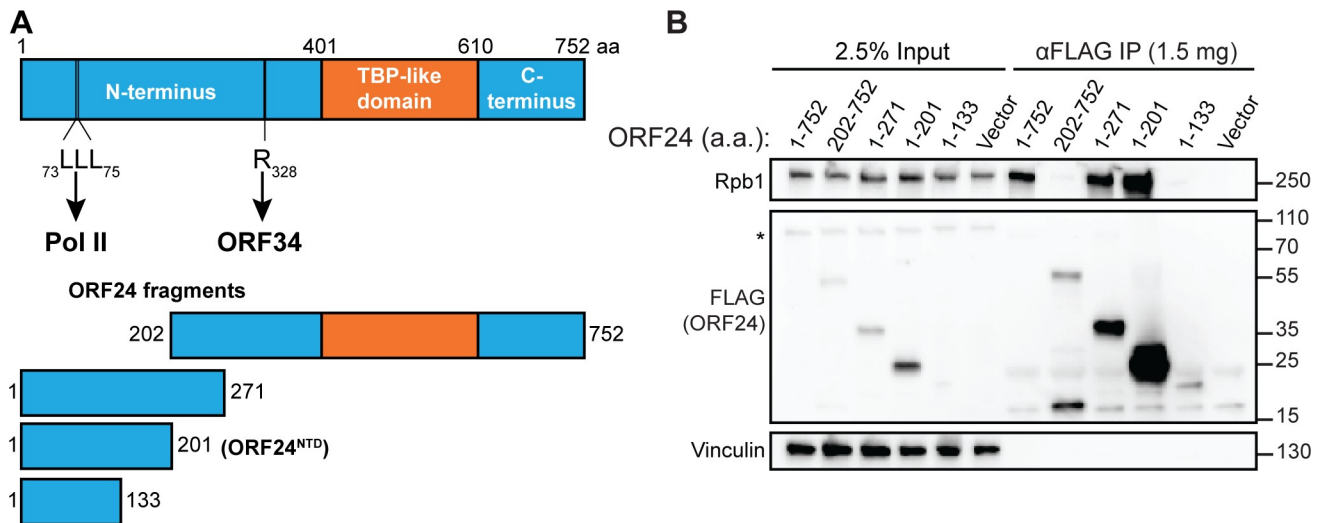 A
1 401 610 752 aa
N-terminus
TBP-like
domain
C-
terminus
73LLL75
R328
Pol II
ORF34
ORF24 fragments
202 752
1 271
1 201 (ORF24NTD)
1 133
B
2.5% Input
αFLAG IP (1.5 mg)
ORF24 (a.a.): 1-752 202-752 1-271 1-201 1-133 Vector 1-752 202-752 1-271 1-201 1-133 Vector
Rpb1
250
*
FLAG
(ORF24)
110
70
55
35
25
15
Vinculin
130